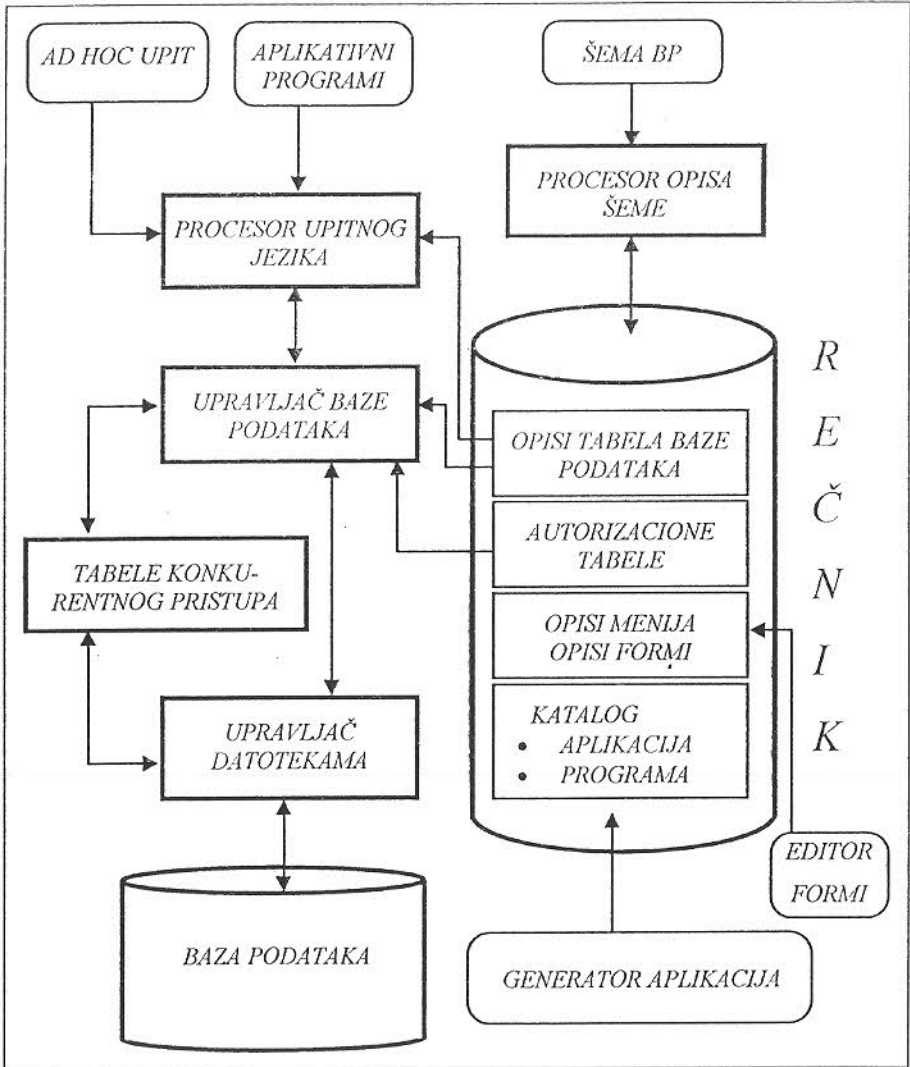 AD HOC UPIT
APLIKATIVNI
PROGRAMI
ŠEMA BP
PROCESOR OPISA
ŠEME
PROCESOR UPITNOG
JEZIKA
UPRAVLJAČ BAZE
PODATAKA
TABELE KONKU-
RENTNOG PRISTUPA
UPRAVLJAČ
DATOTEKAMA
BAZA PODATAKA
OPISI TABELA BAZE
PODATAKA
AUTORIZACIONE
TABELE
OPISI MENIJA
OPISI FORMI
KATALOG
• APLIKACIJA
• PROGRAMA
R
E
Č
N
I
K
EDITOR
FORMI
GENERATOR APLIKACIJA